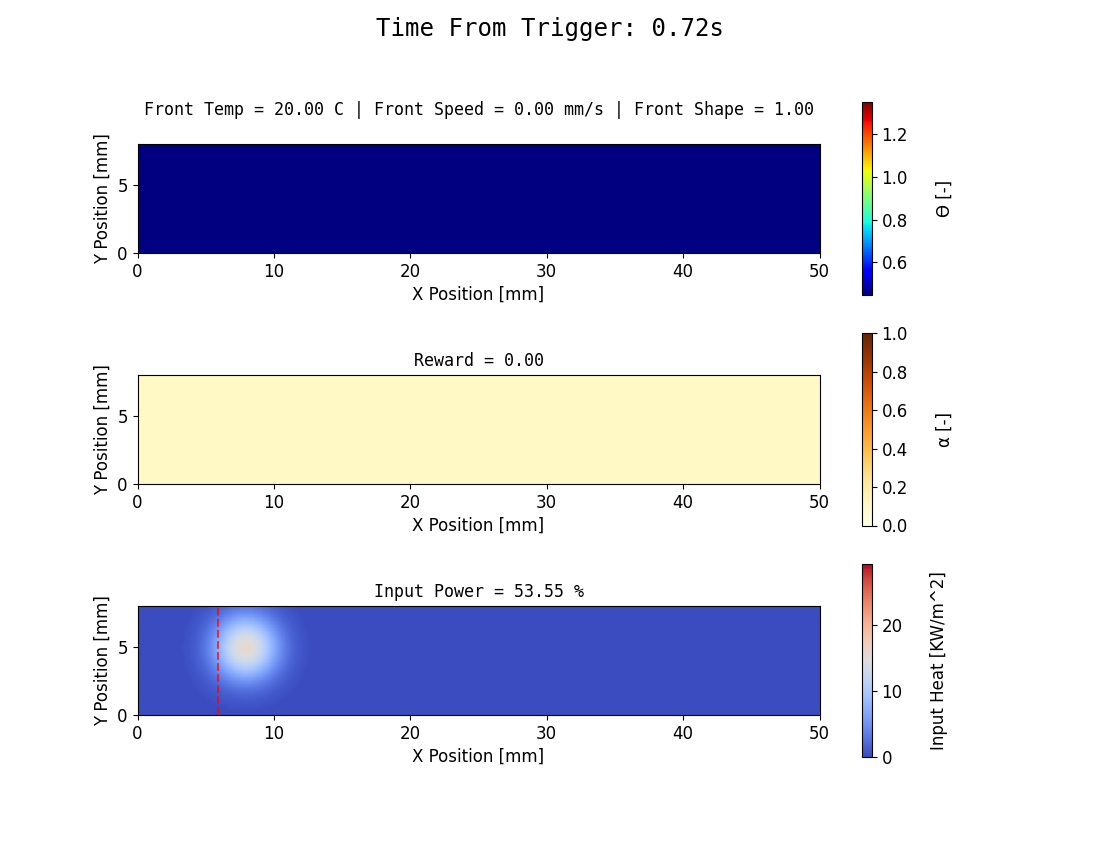 Time From Trigger: 0.72s
Front Temp = 20.00 C | Front Speed = 0.00 mm/s | Front Shape = 1.00
Y Position [mm]
5
0
0 10 20 30 40 50
X Position [mm]
1.2
1.0
0.8
0.6
Θ [-]
Reward = 0.00
Y Position [mm]
5
0
0 10 20 30 40 50
X Position [mm]
1.0
0.8
0.6
0.4
0.2
0.0
α [-]
Input Power = 53.55 %
Y Position [mm]
5
0
0 10 20 30 40 50
X Position [mm]
20
10
0
Input Heat [KW/m^2]